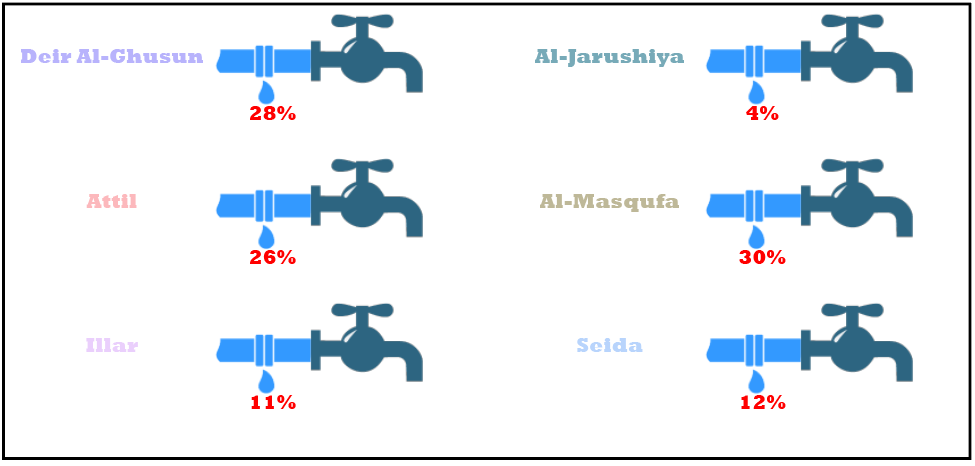 Deir Al-Ghusun
28%
Al-Jarushiya
4%
Attil
26%
Al-Masqufa
30%
Illar
11%
Seida
12%